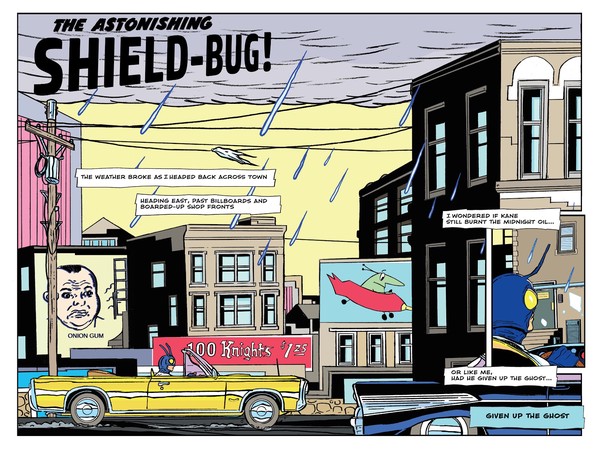 THE ASTONISHING
SHIELD-BUG!
THE WEATHER BROKE AS I HEADED BACK ACROSS TOWN
HEADING EAST, PAST BILLBOARDS AND
BOARDED-UP SHOP FRONTS
I WONDERED IF KANE
STILL BURNT THE MIDNIGHT OIL...
ONION GUM
100 Knights $1.25
OR LIKE ME,
HAD HE GIVEN UP THE GHOST...
GIVEN UP THE GHOST